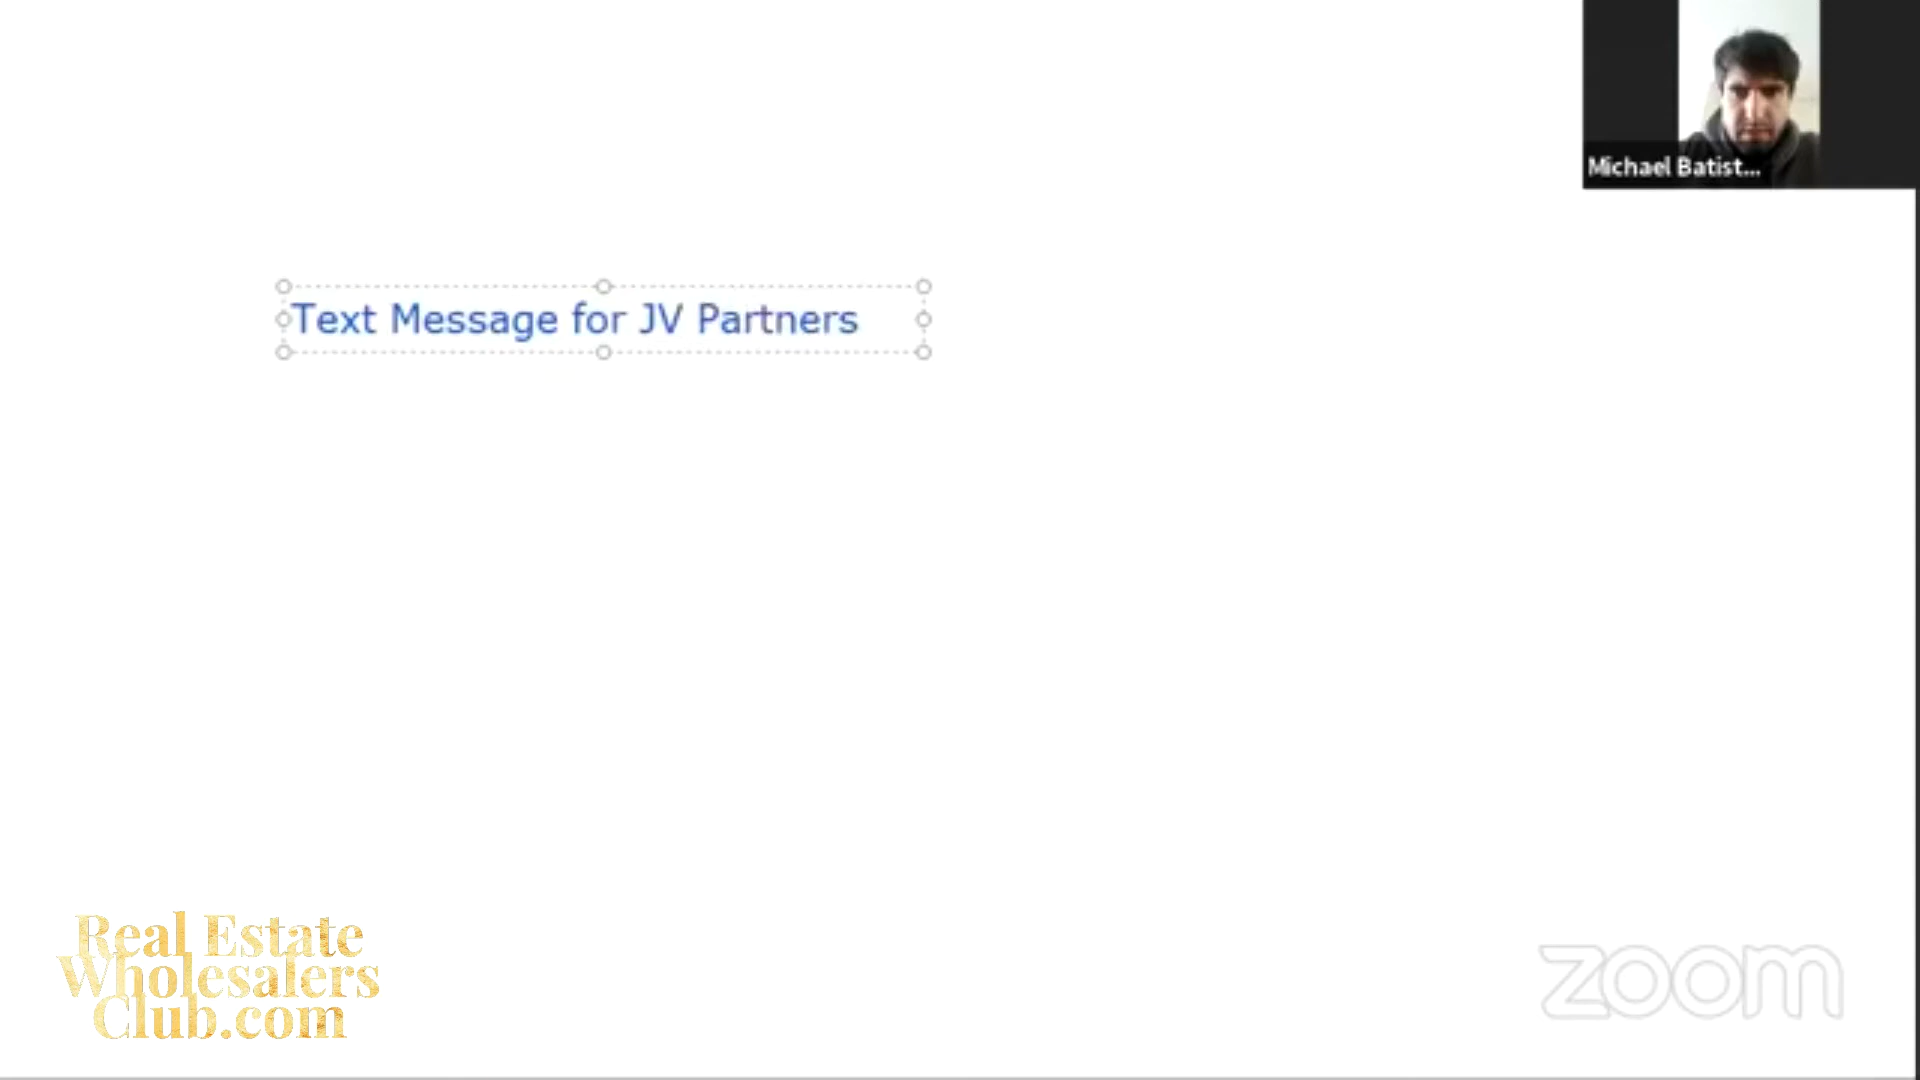 Michael Batist...
Text Message for JV Partners
Real Estate
Wholesalers
Club.com
zoom